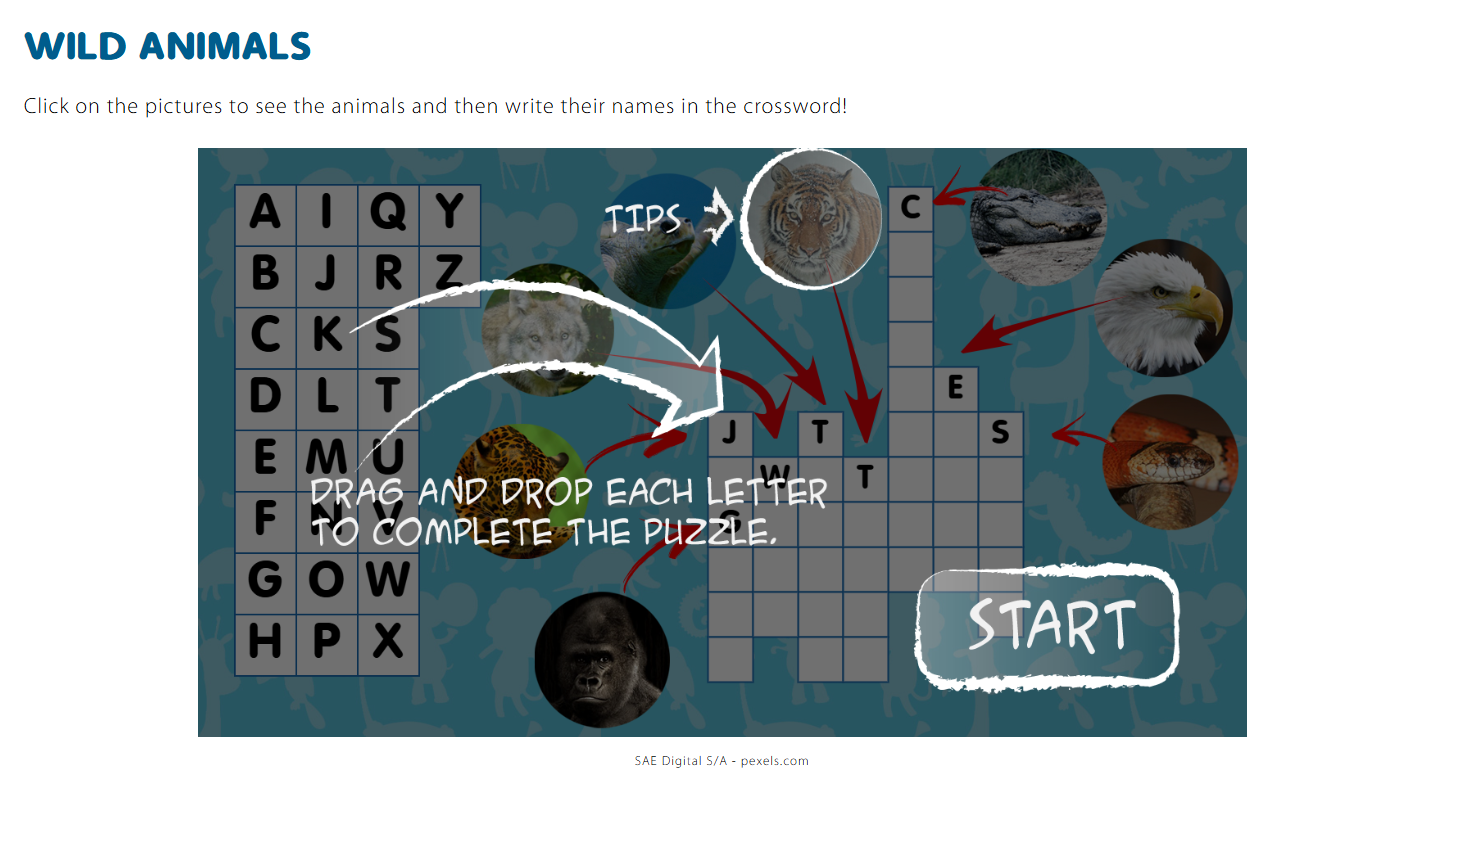 WILD ANIMALS
Click on the pictures to see the animals and then write their names in the crossword!
TIPS
A I Q Y
B J R Z
C K S
D L T
E M U
F N V
G O W
H P X
C
E
J T S
W T
G
DRAG AND DROP EACH LETTER
TO COMPLETE THE PUZZLE.
START
SAE Digital S/A - pexels.com